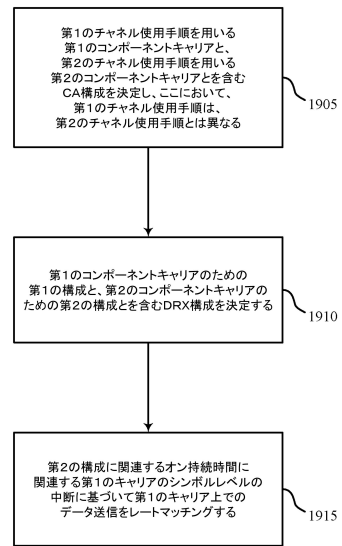 第1のチャネル使用手順を用いる
第1のコンポーネントキャリアと、
第2のチャネル使用手順を用いる
第2のコンポーネントキャリアとを含む
CA構成を決定し、ここにおいて、
第1のチャネル使用手順は、
第2のチャネル使用手順とは異なる
1905
第1のコンポーネントキャリアのための
第1の構成と、第2のコンポーネントキャリアの
ための第2の構成とを含むDRX構成を決定する
1910
第2の構成に関連するオン持続時間に
関連する第1のキャリアのシンボルレベルの
中断に基づいて第1のキャリア上での
データ送信をレートマッチングする
1915